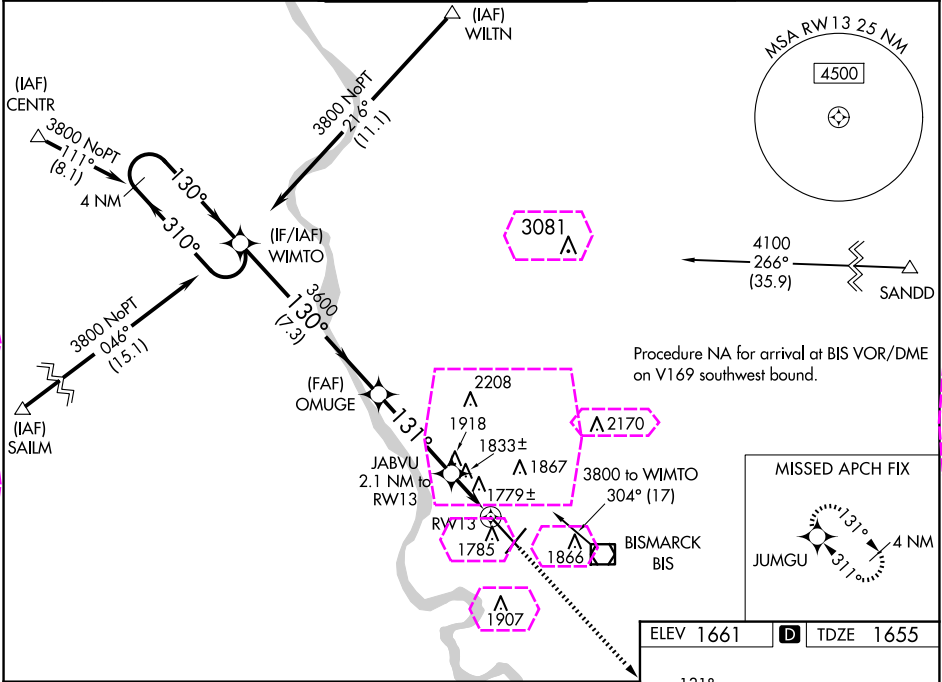 (IAF)
WILTN
3800 NoPT
216°
(11.1)
(IAF)
CENTR
3800 NoPT
111°
(8.1)
4 NM
130°
310°
(IF/IAF)
WIMTO
3800 NoPT
046°
(15.1)
(IAF)
SAILM
3600
130°
(7.3)
MSA RW13 25 NM
4500
3081
4100
266°
(35.9)
SANDD
Procedure NA for arrival at BIS VOR/DME
on V169 southwest bound.
(FAF)
OMUGE
131°
2208
1918
1833±
1867
1779±
2170
JABVU
2.1 NM to
RW13
RW13
1785
3800 to WIMTO
304° (17)
1866
BISMARCK
BIS
1907
MISSED APCH FIX
131°
4 NM
JUMGU
311°
ELEV 1661
D
TDZE 1655